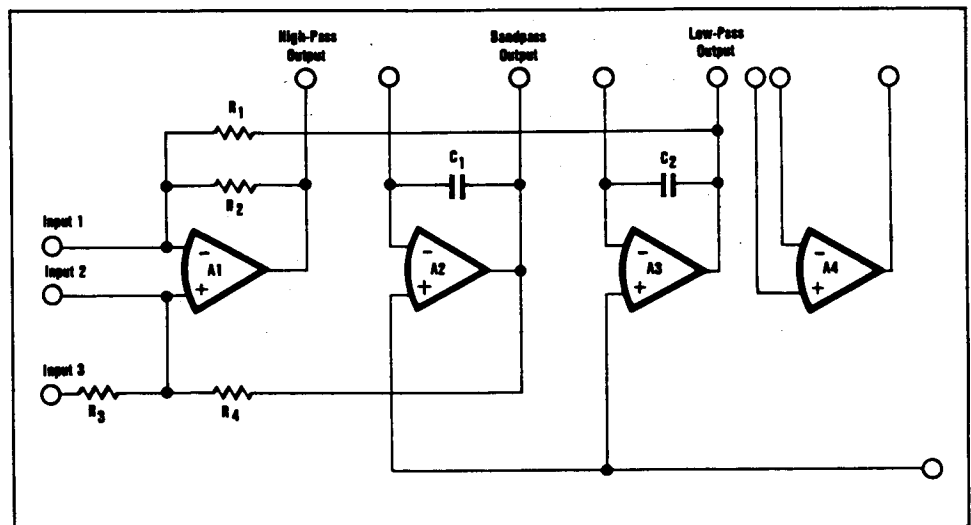 High-Pass
Output
Bandpass
Output
Low-Pass
Output
R1
C1
C2
R2
Input 1
− A1
Input 2
+
− A2
+
− A3
+
− A4
+
Input 3
R3
R4